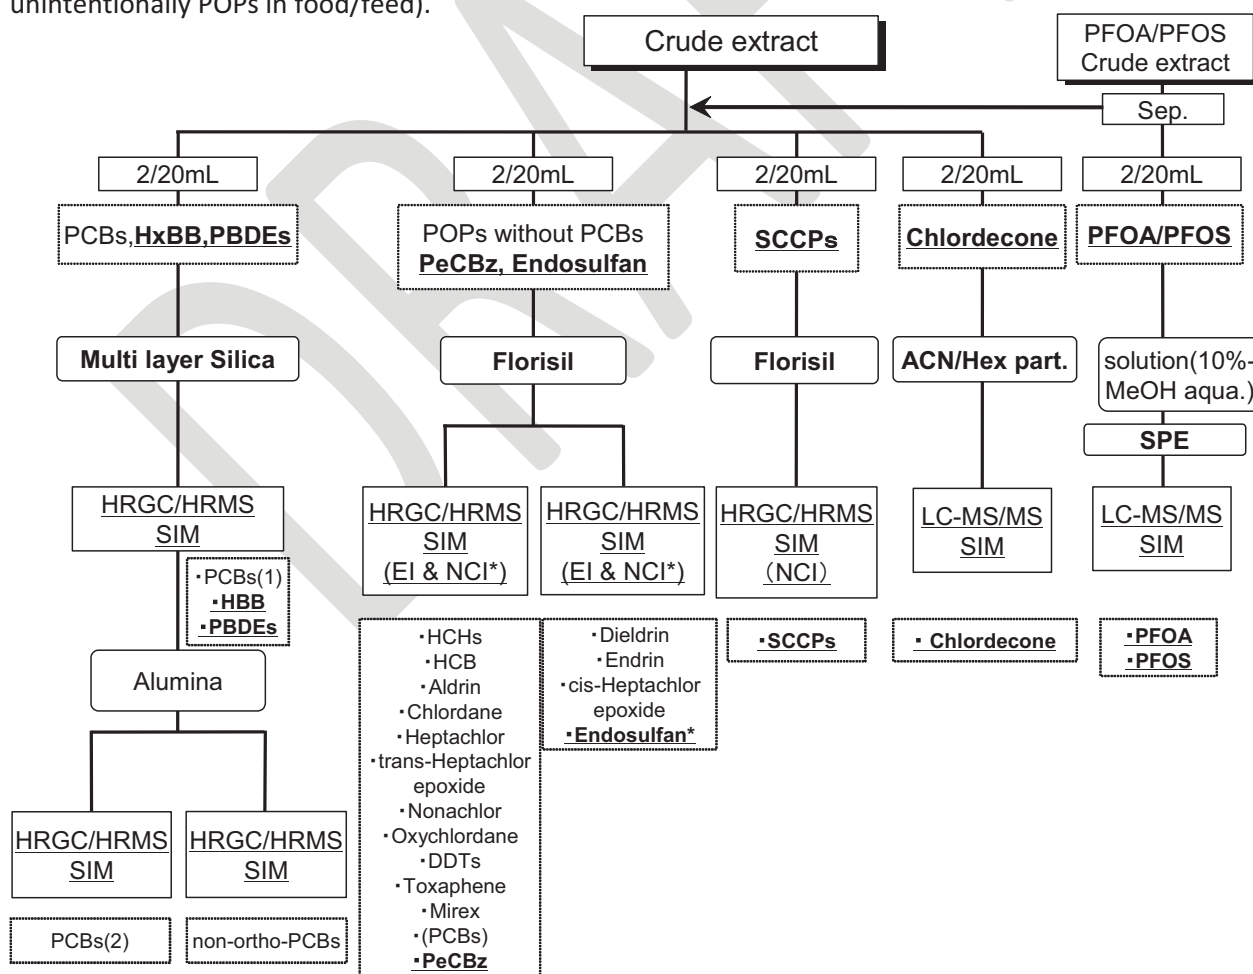 unintentionally POPs in food/feed).
DRAFT
Crude extract
PFOA/PFOS
Crude extract
Sep.
2/20mL
2/20mL
2/20mL
2/20mL
2/20mL
PCBs,HxBB,PBDEs
POPs without PCBs
PeCBz, Endosulfan
SCCPs
Chlordecone
PFOA/PFOS
Multi layer Silica
Florisil
Florisil
ACN/Hex part.
solution(10%-
MeOH aqua.)
SPE
HRGC/HRMS
SIM
HRGC/HRMS
SIM
(EI & NCI*)
HRGC/HRMS
SIM
(EI & NCI*)
HRGC/HRMS
SIM
（NCI）
LC-MS/MS
SIM
LC-MS/MS
SIM
・PCBs(1)
・HBB
・PBDEs
・HCHs
・HCB
・Aldrin
・Chlordane
・Heptachlor
・trans-Heptachlor
epoxide
・Nonachlor
・Oxychlordane
・DDTs
・Toxaphene
・Mirex
・(PCBs)
・PeCBz
・Dieldrin
・Endrin
・cis-Heptachlor
epoxide
・Endosulfan*
・SCCPs
・ Chlordecone
・PFOA
・PFOS
Alumina
HRGC/HRMS
SIM
HRGC/HRMS
SIM
PCBs(2)
non-ortho-PCBs